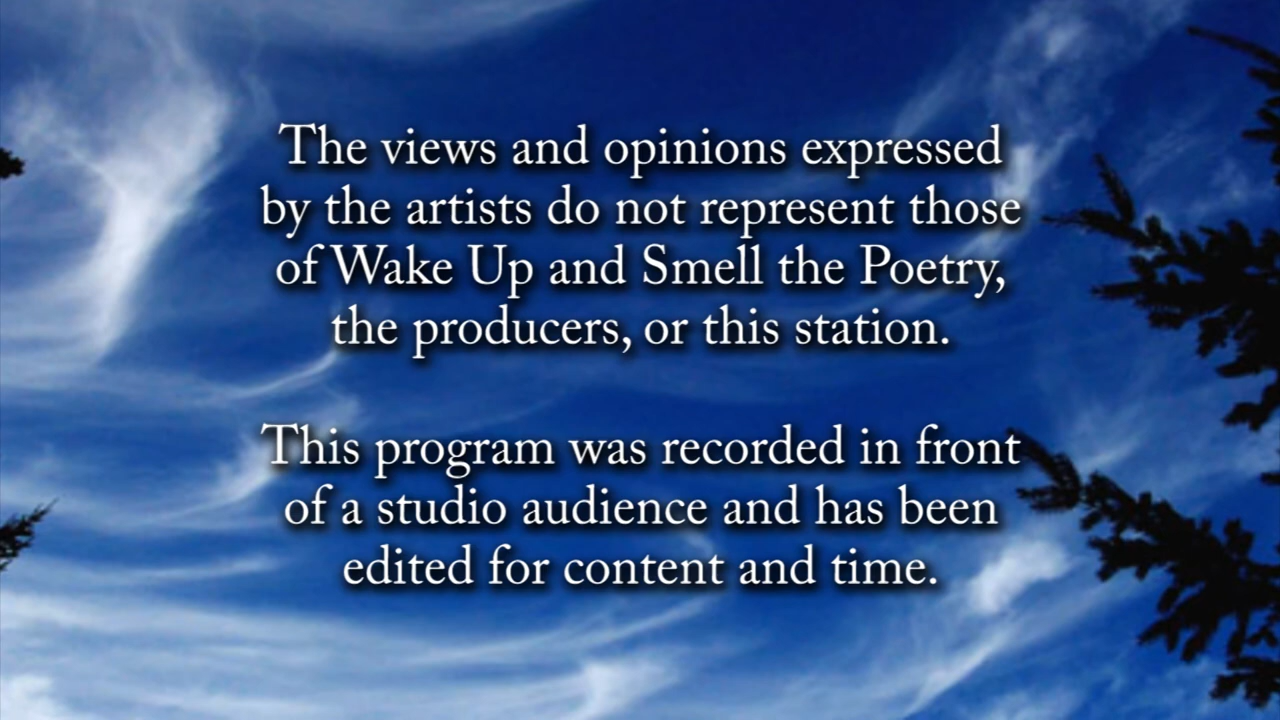 The views and opinions expressed
by the artists do not represent those
of Wake Up and Smell the Poetry,
the producers, or this station.
This program was recorded in front
of a studio audience and has been
edited for content and time.